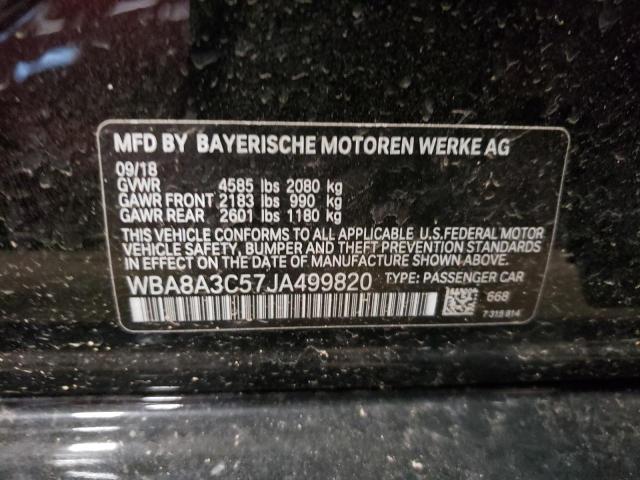 MFD BY BAYERISCHE MOTOREN WERKE AG
09/18
GVWR 4585 lbs 2080 kg
GAWR FRONT 2183 lbs 990 kg
GAWR REAR 2601 lbs 1180 kg
THIS VEHICLE CONFORMS TO ALL APPLICABLE U.S.FEDERAL MOTOR
VEHICLE SAFETY, BUMPER AND THEFT PREVENTION STANDARDS
IN EFFECT ON THE DATE OF MANUFACTURE SHOWN ABOVE.
WBA8A3C57JA499820 TYPE: PASSENGER CAR
668
7 315 814